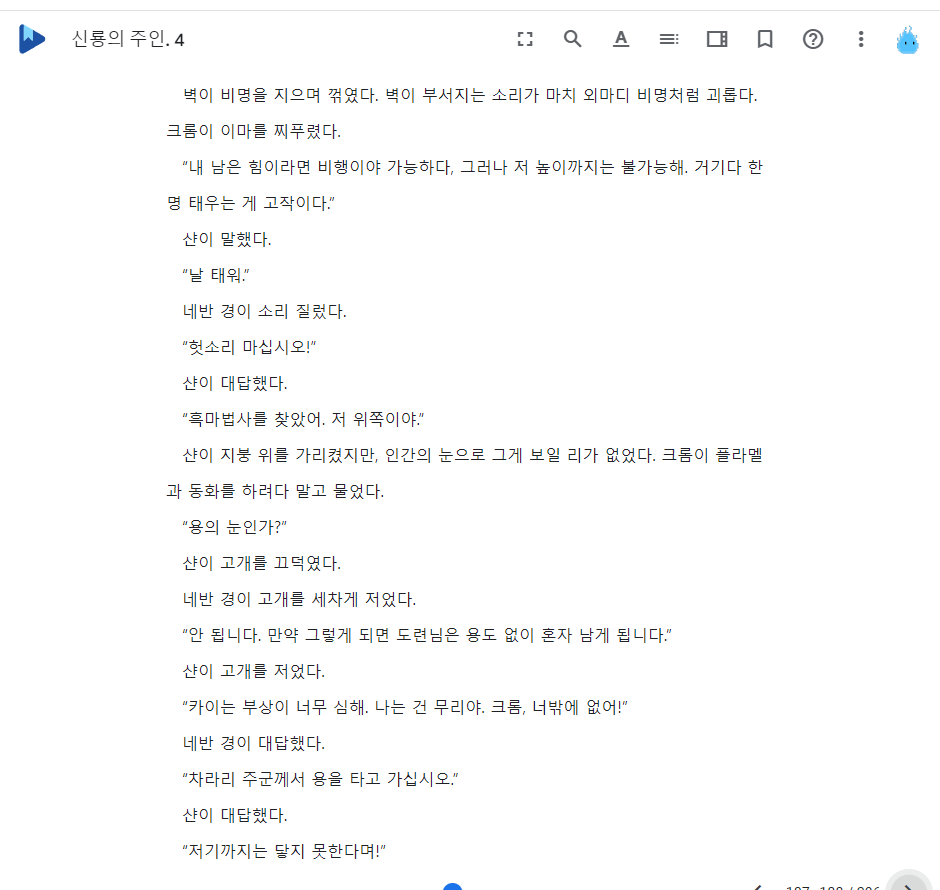 신룡의 주인. 4
벽이 비명을 지으며 꺾였다. 벽이 부서지는 소리가 마치 외마디 비명처럼 괴롭다.
크롬이 이마를 찌푸렸다.
“내 남은 힘이라면 비행이야 가능하다, 그러나 저 높이까지는 불가능해. 거기다 한
명 태우는 게 고작이다.”
샨이 말했다.
“날 태워.”
네반 경이 소리 질렀다.
“헛소리 마십시오!”
샨이 대답했다.
“흑마법사를 찾았어. 저 위쪽이야.”
샨이 지붕 위를 가리켰지만, 인간의 눈으로 그게 보일 리가 없었다. 크롬이 플라멜
과 동화를 하려다 말고 물었다.
“용의 눈인가?”
샨이 고개를 끄덕였다.
네반 경이 고개를 세차게 저었다.
“안 됩니다. 만약 그렇게 되면 도련님은 용도 없이 혼자 남게 됩니다.”
샨이 고개를 저었다.
“카이는 부상이 너무 심해. 나는 건 무리야. 크롬, 너밖에 없어!”
네반 경이 대답했다.
“차라리 주군께서 용을 타고 가십시오.”
샨이 대답했다.
“저기까지는 닿지 못한다며!”